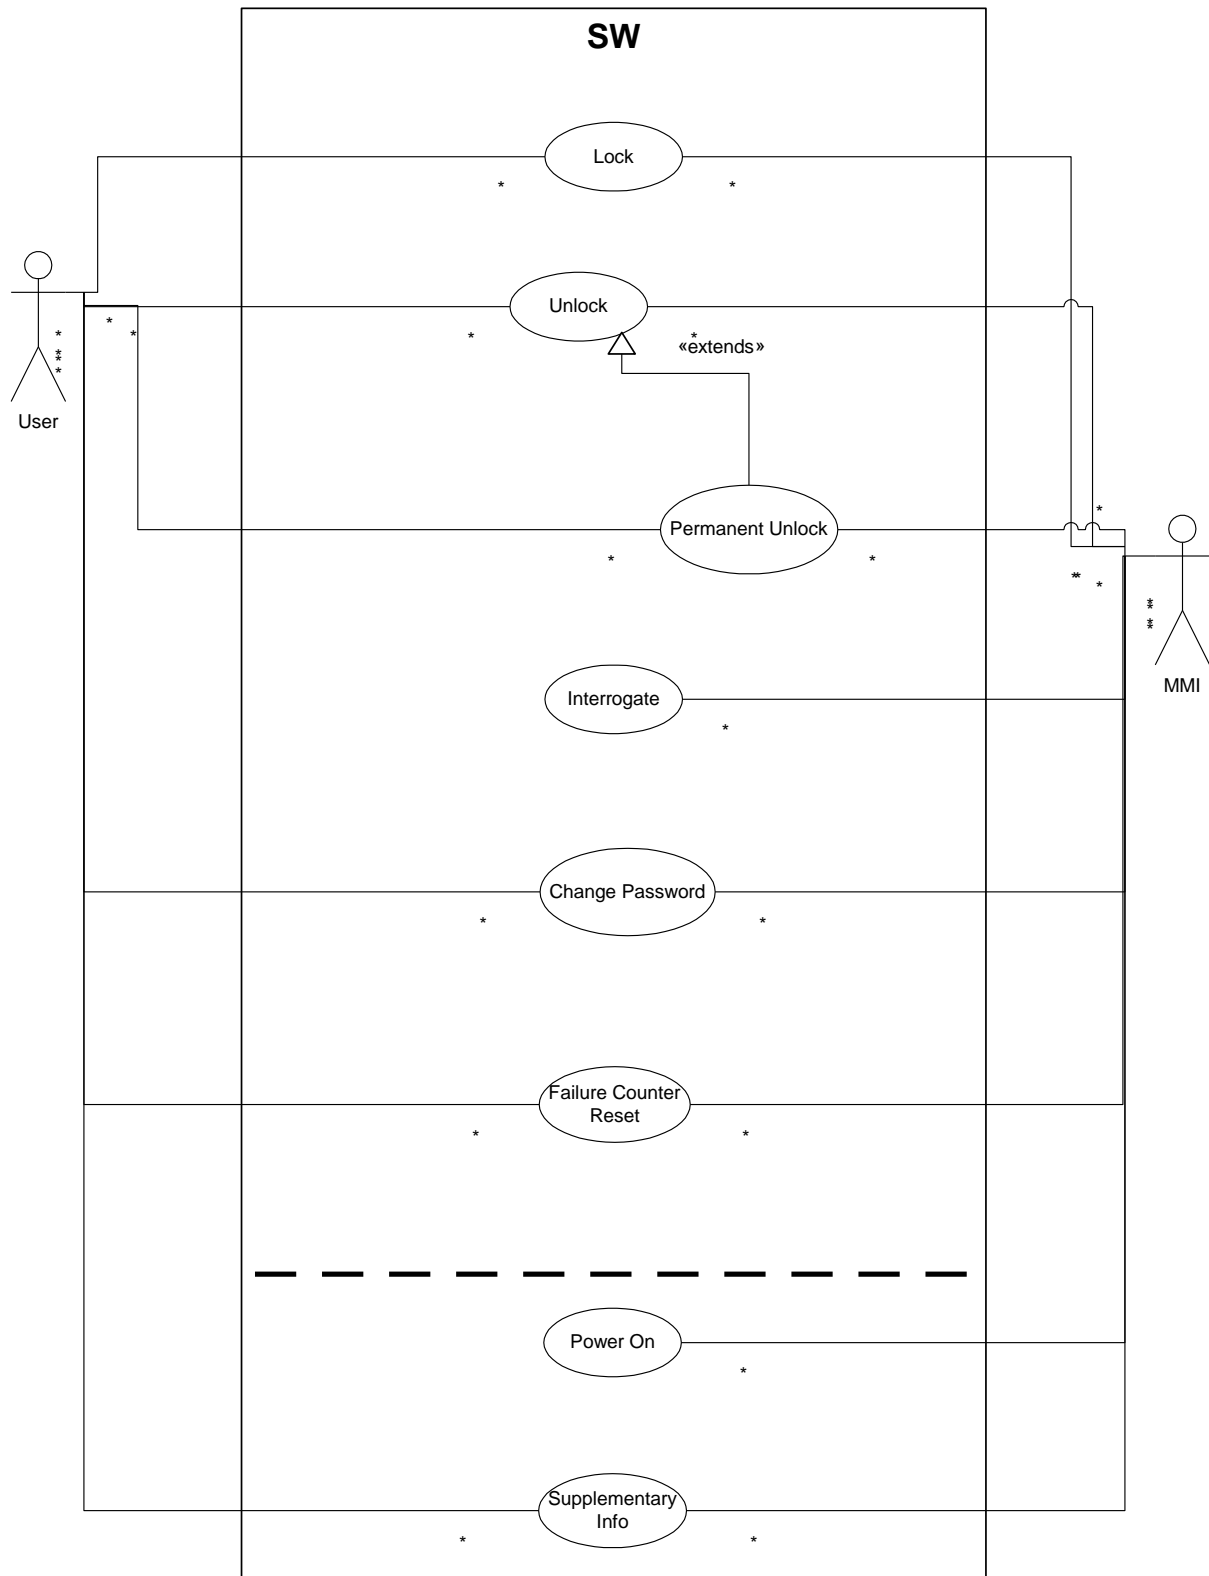 SW
Lock
* *
Unlock
* * * *
«extends»
*
*
*
*
User
*
Permanent Unlock
* *
** *
*
*
*
*
Interrogate
MMI
*
Change Password
* *
Failure Counter
Reset
* *
Power On
*
Supplementary
Info
* *